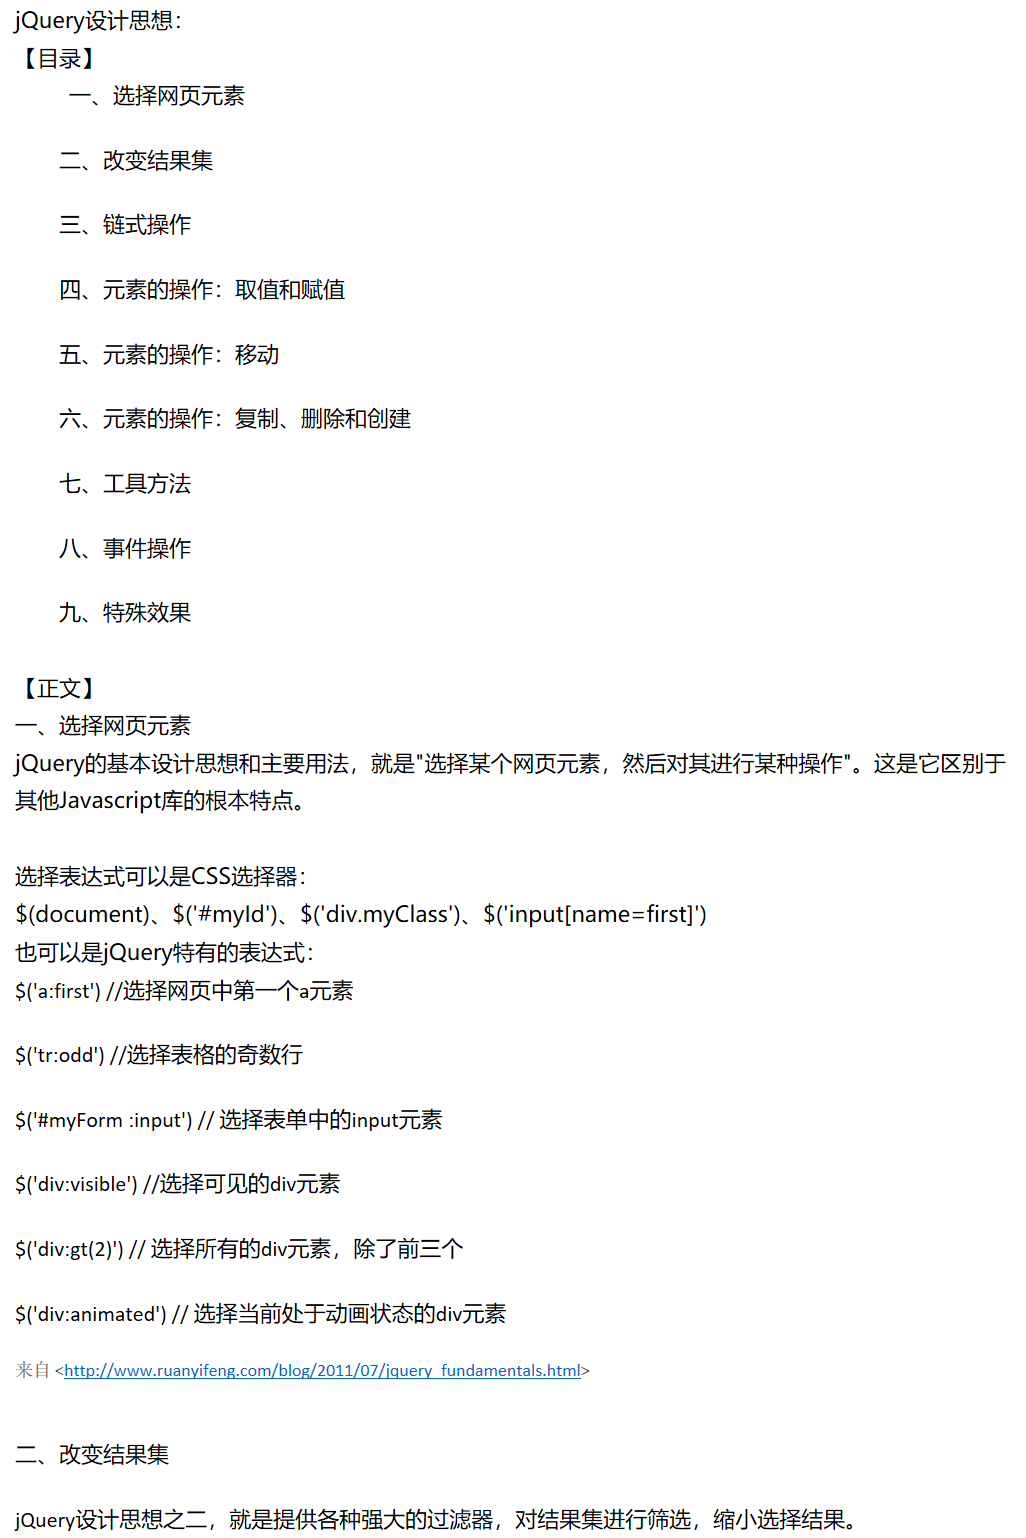 jQuery设计思想：
【目录】
一、选择网页元素
二、改变结果集
三、链式操作
四、元素的操作：取值和赋值
五、元素的操作：移动
六、元素的操作：复制、删除和创建
七、工具方法
八、事件操作
九、特殊效果
【正文】
一、选择网页元素
jQuery的基本设计思想和主要用法，就是"选择某个网页元素，然后对其进行某种操作"。这是它区别于
其他Javascript库的根本特点。
选择表达式可以是CSS选择器：
$(document)、$('#myId')、$('div.myClass')、$('input[name=first]')
也可以是jQuery特有的表达式：
$('a:first') //选择网页中第一个a元素
$('tr:odd') //选择表格的奇数行
$('#myForm :input') // 选择表单中的input元素
$('div:visible') //选择可见的div元素
$('div:gt(2)') // 选择所有的div元素，除了前三个
$('div:animated') // 选择当前处于动画状态的div元素
来自 <http://www.ruanyifeng.com/blog/2011/07/jquery_fundamentals.html>
二、改变结果集
jQuery设计思想之二，就是提供各种强大的过滤器，对结果集进行筛选，缩小选择结果。